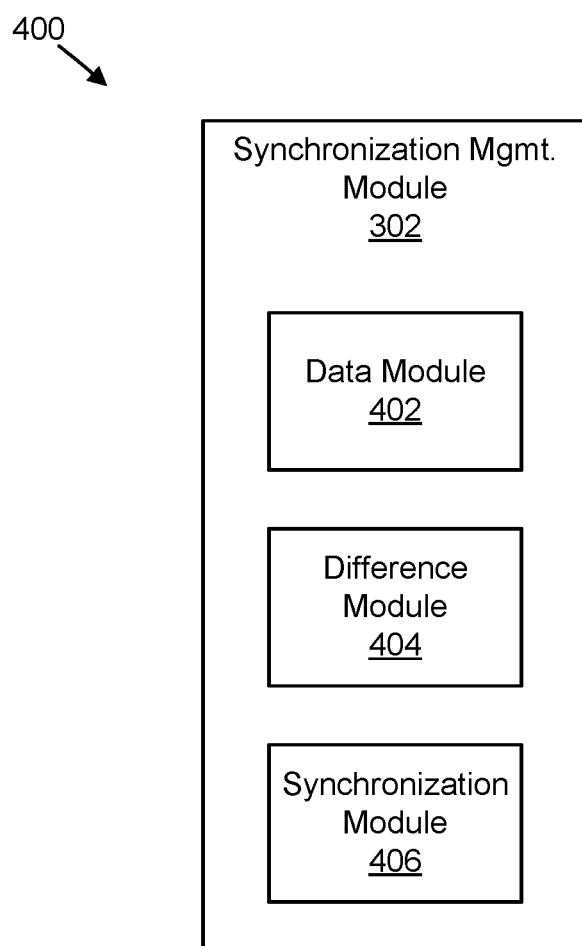 400
Synchronization Mgmt.
Module
302
Data Module
402
Difference
Module
404
Synchronization
Module
406